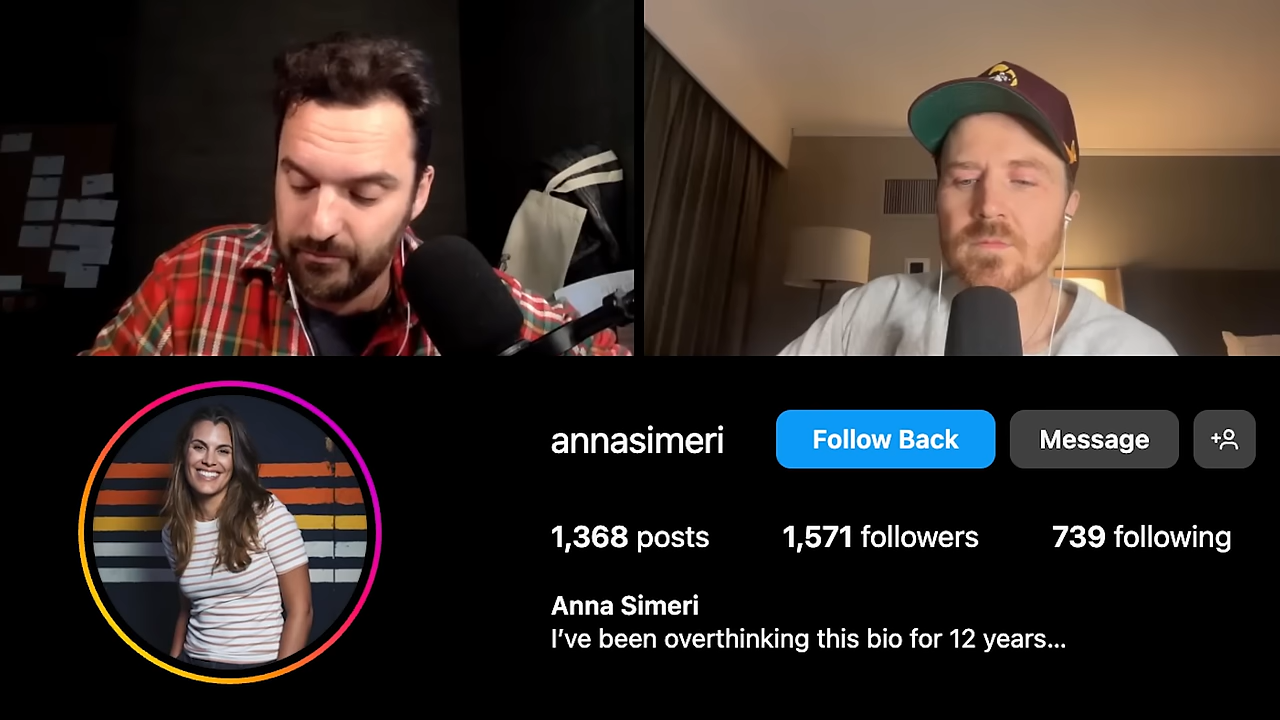 annasimeri
Follow Back
Message
1,368 posts
1,571 followers
739 following
Anna Simeri
I’ve been overthinking this bio for 12 years...